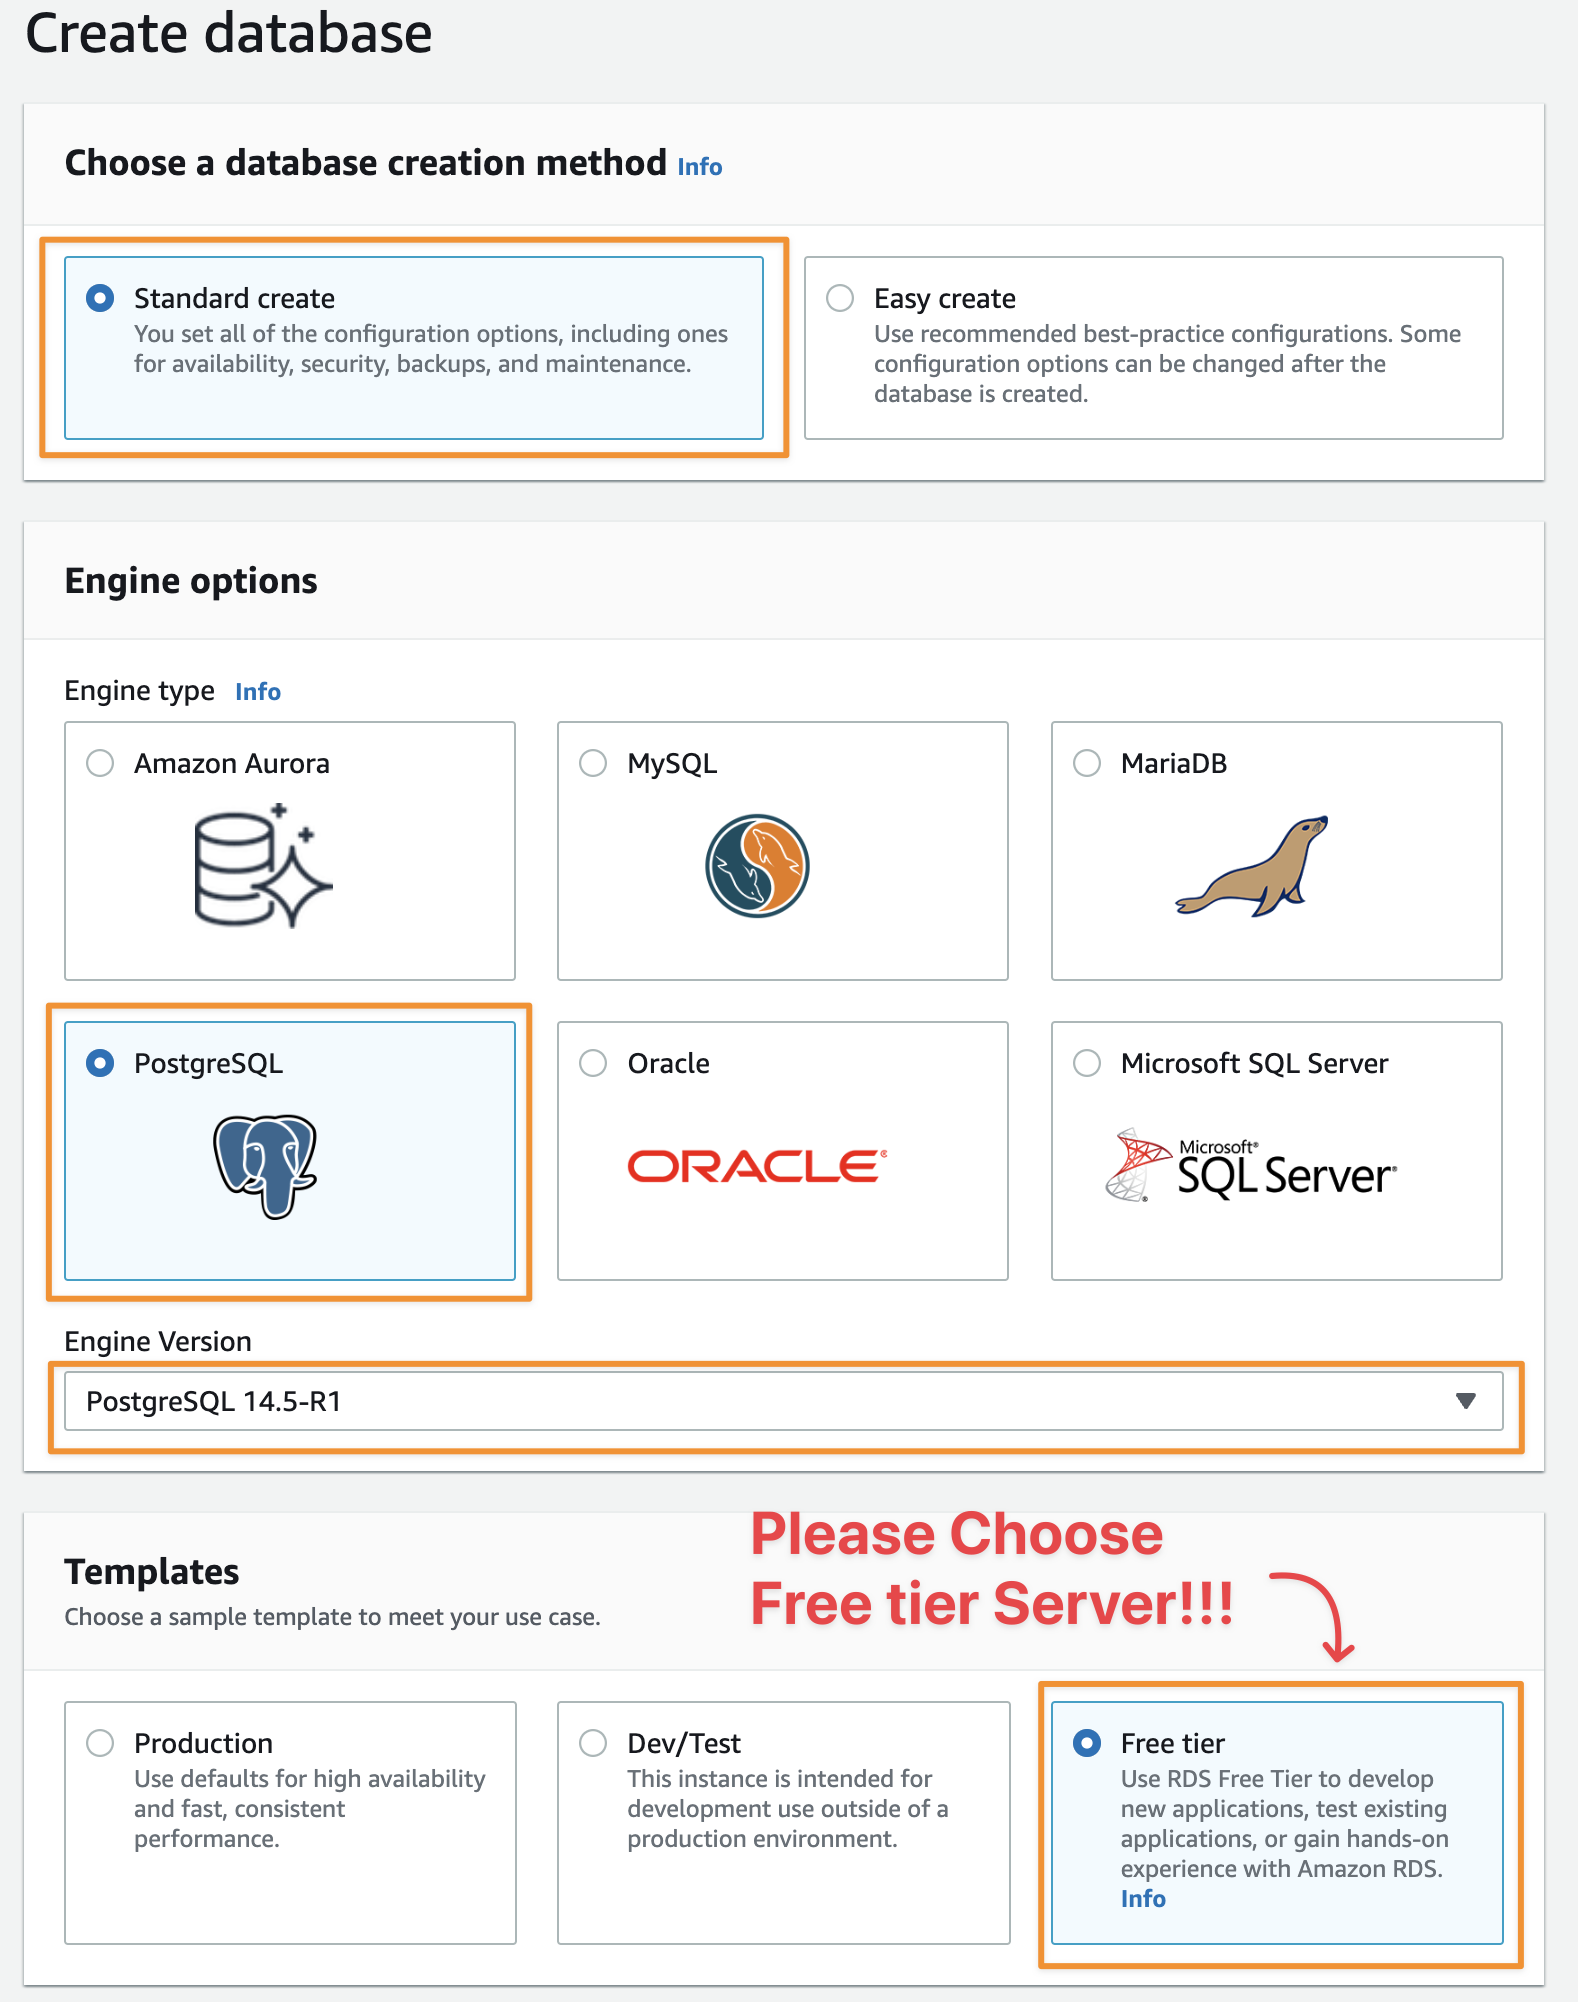 Create database
Choose a database creation method Info
Standard create
You set all of the configuration options, including ones
for availability, security, backups, and maintenance.
Easy create
Use recommended best-practice configurations. Some
configuration options can be changed after the
database is created.
Engine options
Engine type Info
Amazon Aurora
MySQL
MariaDB
PostgreSQL
Oracle
ORACLE®
Microsoft SQL Server
Microsoft®
SQL Server®
Engine Version
PostgreSQL 14.5-R1
Templates
Choose a sample template to meet your use case.
Please Choose
Free tier Server!!!
Production
Use defaults for high availability
and fast, consistent
performance.
Dev/Test
This instance is intended for
development use outside of a
production environment.
Free tier
Use RDS Free Tier to develop
new applications, test existing
applications, or gain hands-on
experience with Amazon RDS.
Info